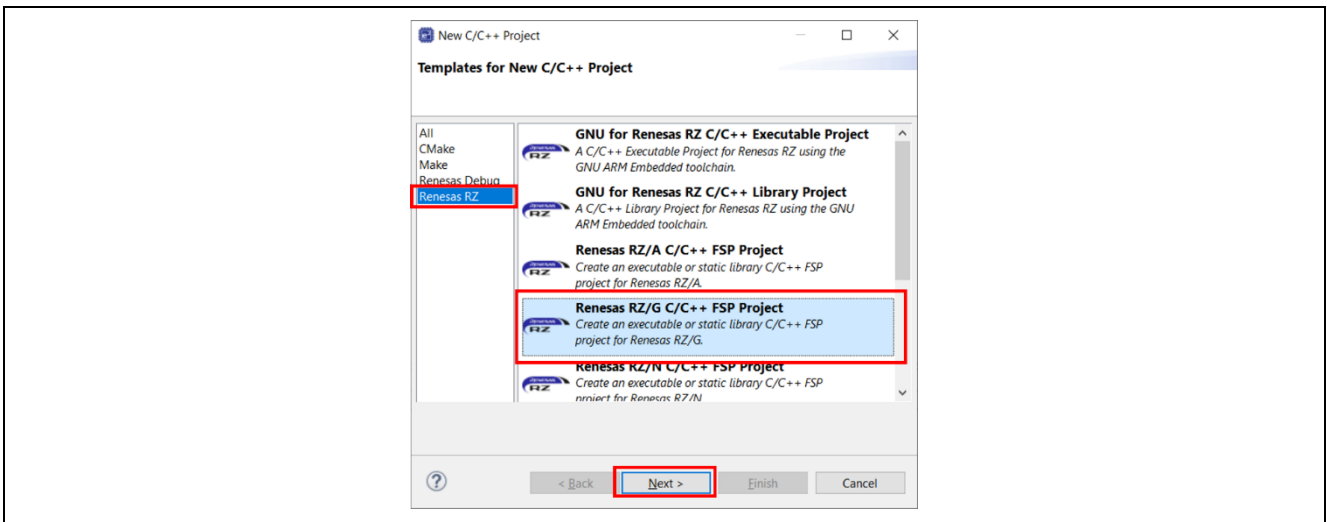 New C/C++ Project
Templates for New C/C++ Project
All
CMake
Make
Renesas Debug
Renesas RZ
GNU for Renesas RZ C/C++ Executable Project
A C/C++ Executable Project for Renesas RZ using the
GNU ARM Embedded toolchain.
GNU for Renesas RZ C/C++ Library Project
A C/C++ Library Project for Renesas RZ using the GNU
ARM Embedded toolchain.
Renesas RZ/A C/C++ FSP Project
Create an executable or static library C/C++ FSP
project for Renesas RZ/A.
Renesas RZ/G C/C++ FSP Project
Create an executable or static library C/C++ FSP
project for Renesas RZ/G.
Renesas RZ/N C/C++ FSP Project
Create an executable or static library C/C++ FSP
project for Renesas RZ/N
RZ
RZ
RZ
RZ
RZ
?
< Back
Next >
Finish
Cancel